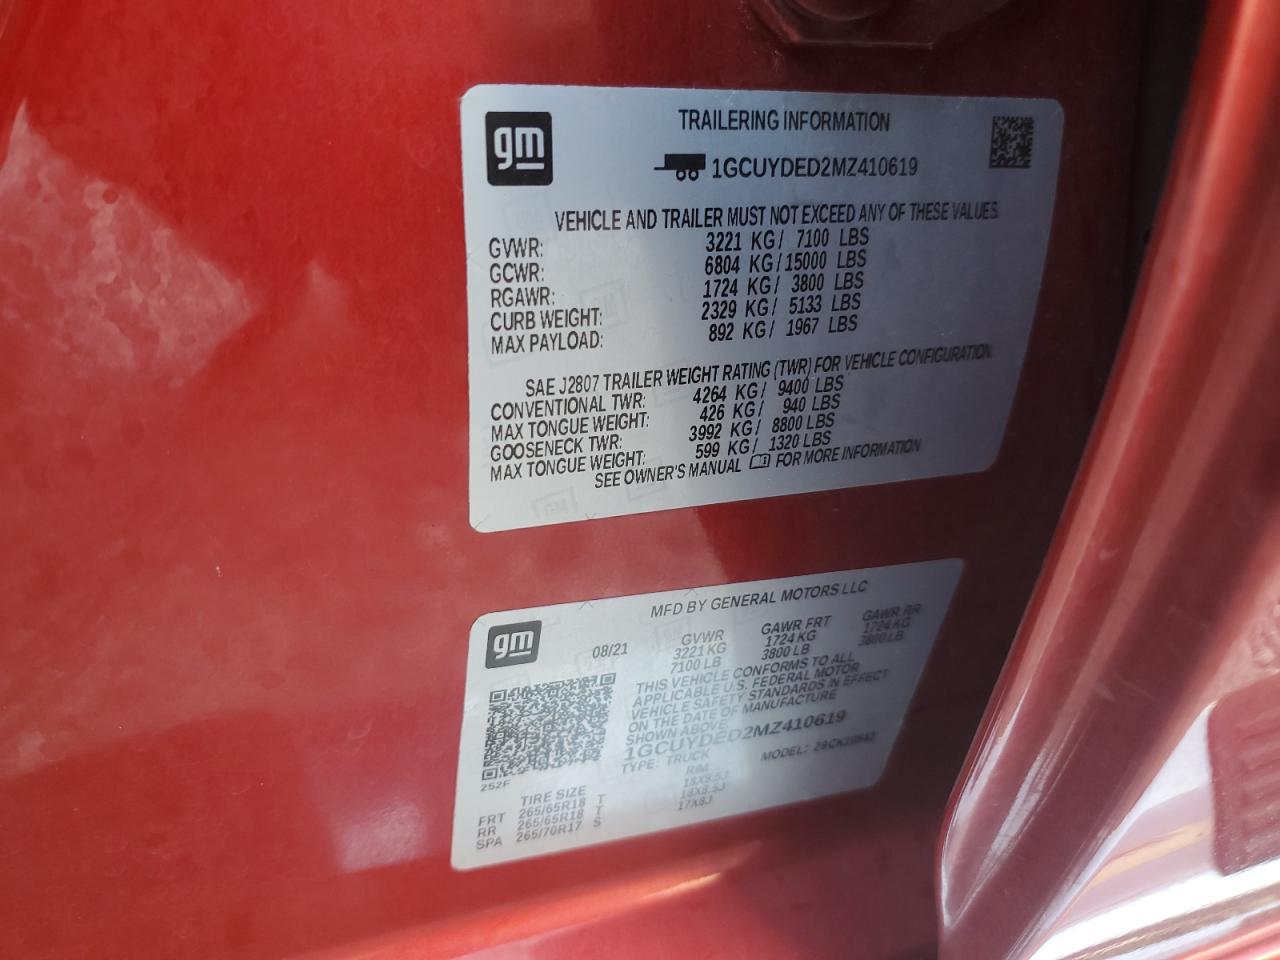 gm
TRAILERING INFORMATION
1GCUYDED2MZ410619
VEHICLE AND TRAILER MUST NOT EXCEED ANY OF THESE VALUES.
GVWR: 3221 KG/ 7100 LBS
GCWR: 6804 KG/15000 LBS
RGAWR: 1724 KG/ 3800 LBS
CURB WEIGHT: 2329 KG/ 5133 LBS
MAX PAYLOAD: 892 KG/ 1967 LBS
SAE J2807 TRAILER WEIGHT RATING (TWR) FOR VEHICLE CONFIGURATION
CONVENTIONAL TWR: 4264 KG/ 9400 LBS
MAX TONGUE WEIGHT: 426 KG/ 940 LBS
GOOSENECK TWR: 3992 KG/ 8800 LBS
MAX TONGUE WEIGHT: 599 KG/ 1320 LBS
SEE OWNER'S MANUAL FOR MORE INFORMATION
MFD BY GENERAL MOTORS LLC
gm
08/21
GVWR GAWR FRT GAWR RR
3221 KG 1724 KG 1724 KG
7100 LB 3800 LB 3800 LB
THIS VEHICLE CONFORMS TO ALL
APPLICABLE U.S. FEDERAL MOTOR
VEHICLE SAFETY STANDARDS IN EFFECT
ON THE DATE OF MANUFACTURE
SHOWN ABOVE.
1GCUYDED2MZ410619
TYPE: TRUCK MODEL:
252F
TIRE SIZE RIM
FRT 265/65R18 T 18X8.5J
RR 265/65R18 T 18X8.5J
SPA 265/70R17 S 17X8J